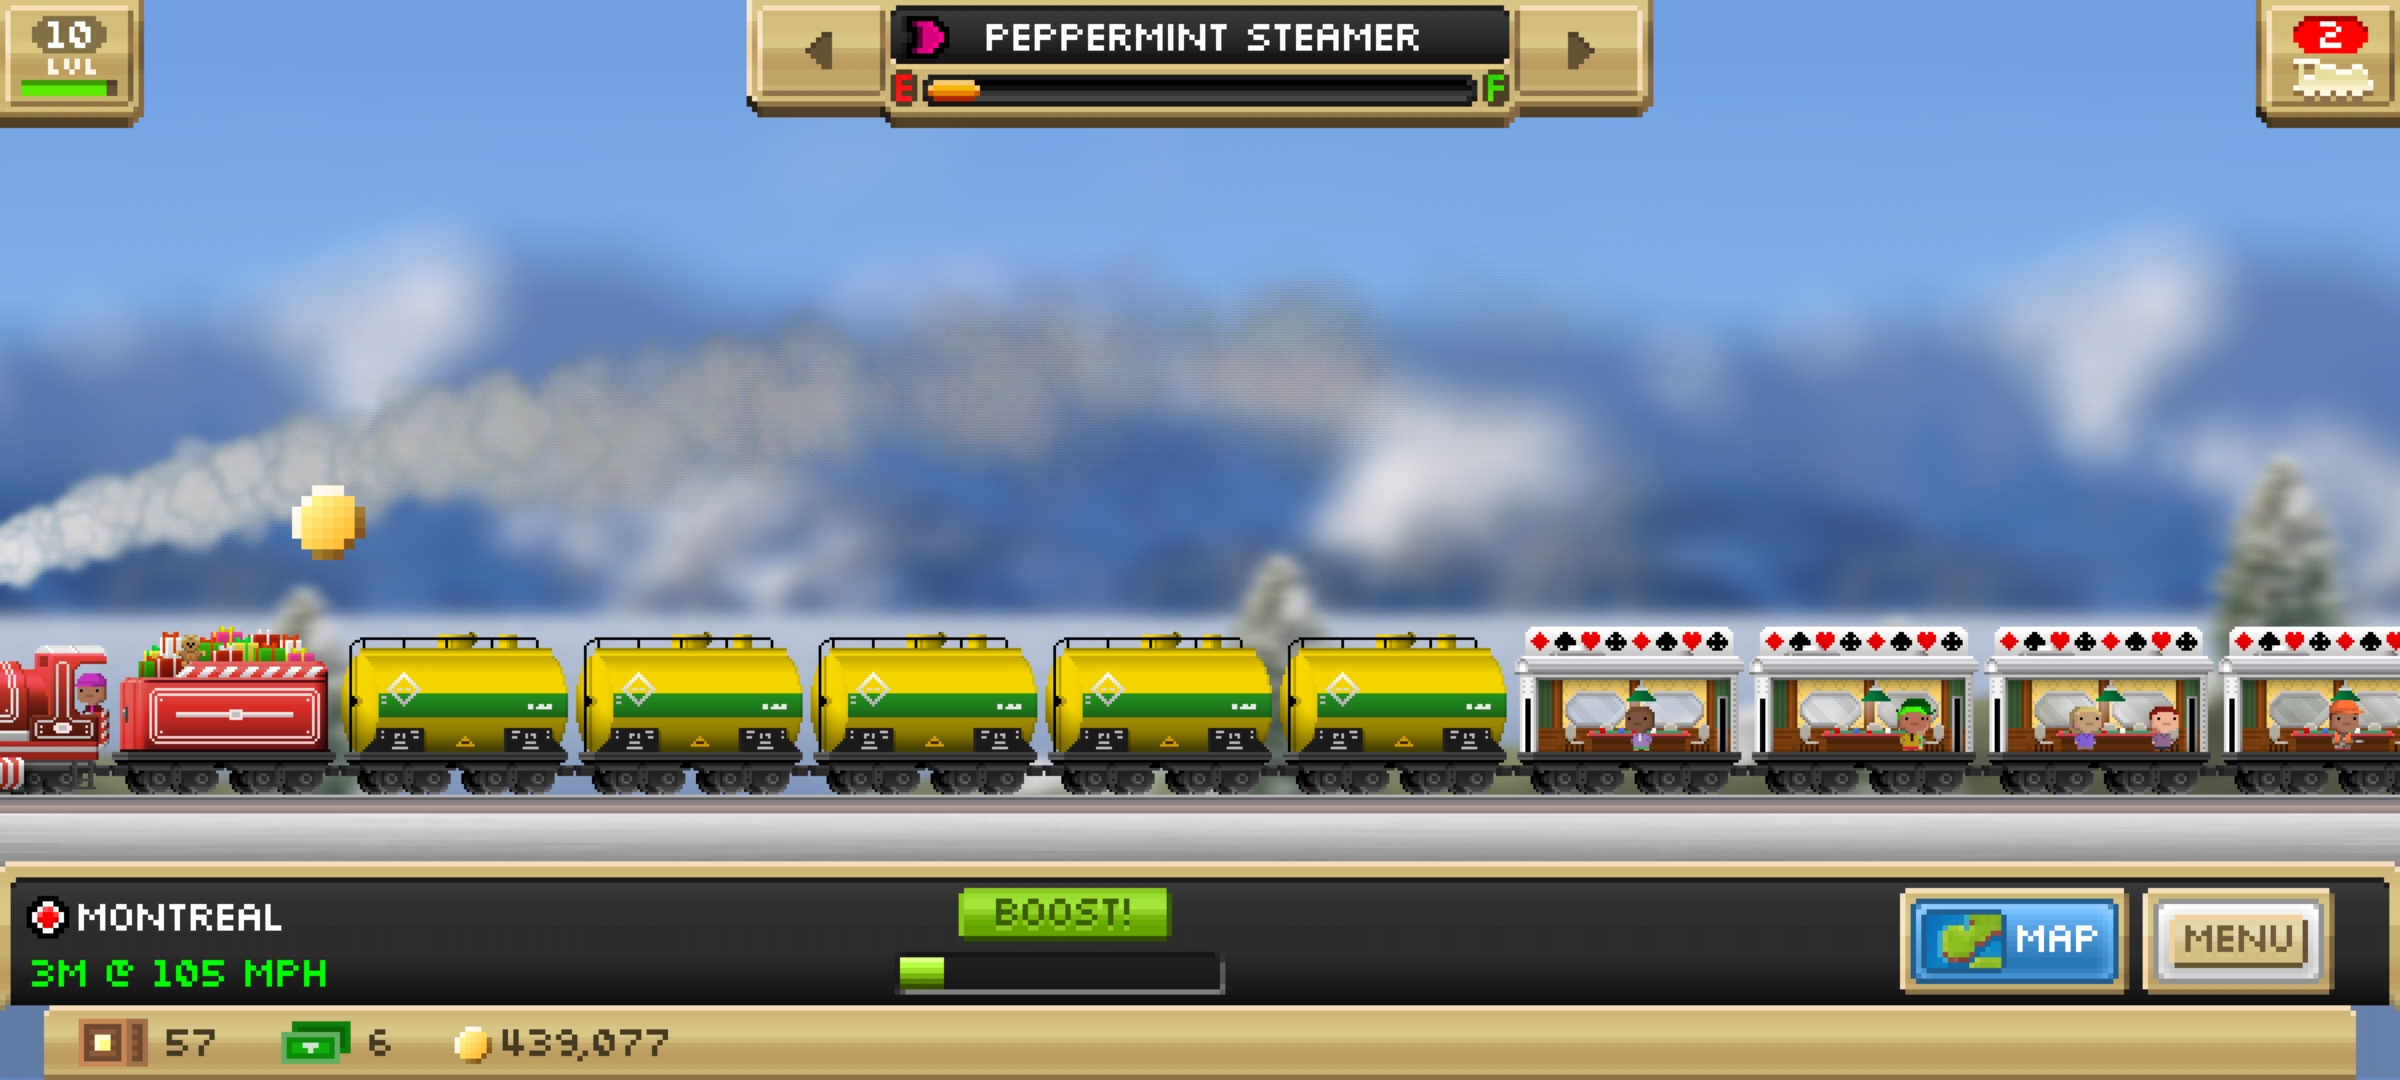 10
LVL
PEPPERMINT STEAMER
E F
2
MONTREAL
3M @ 105 MPH
BOOST!
MAP
MENU
57
6
439,077